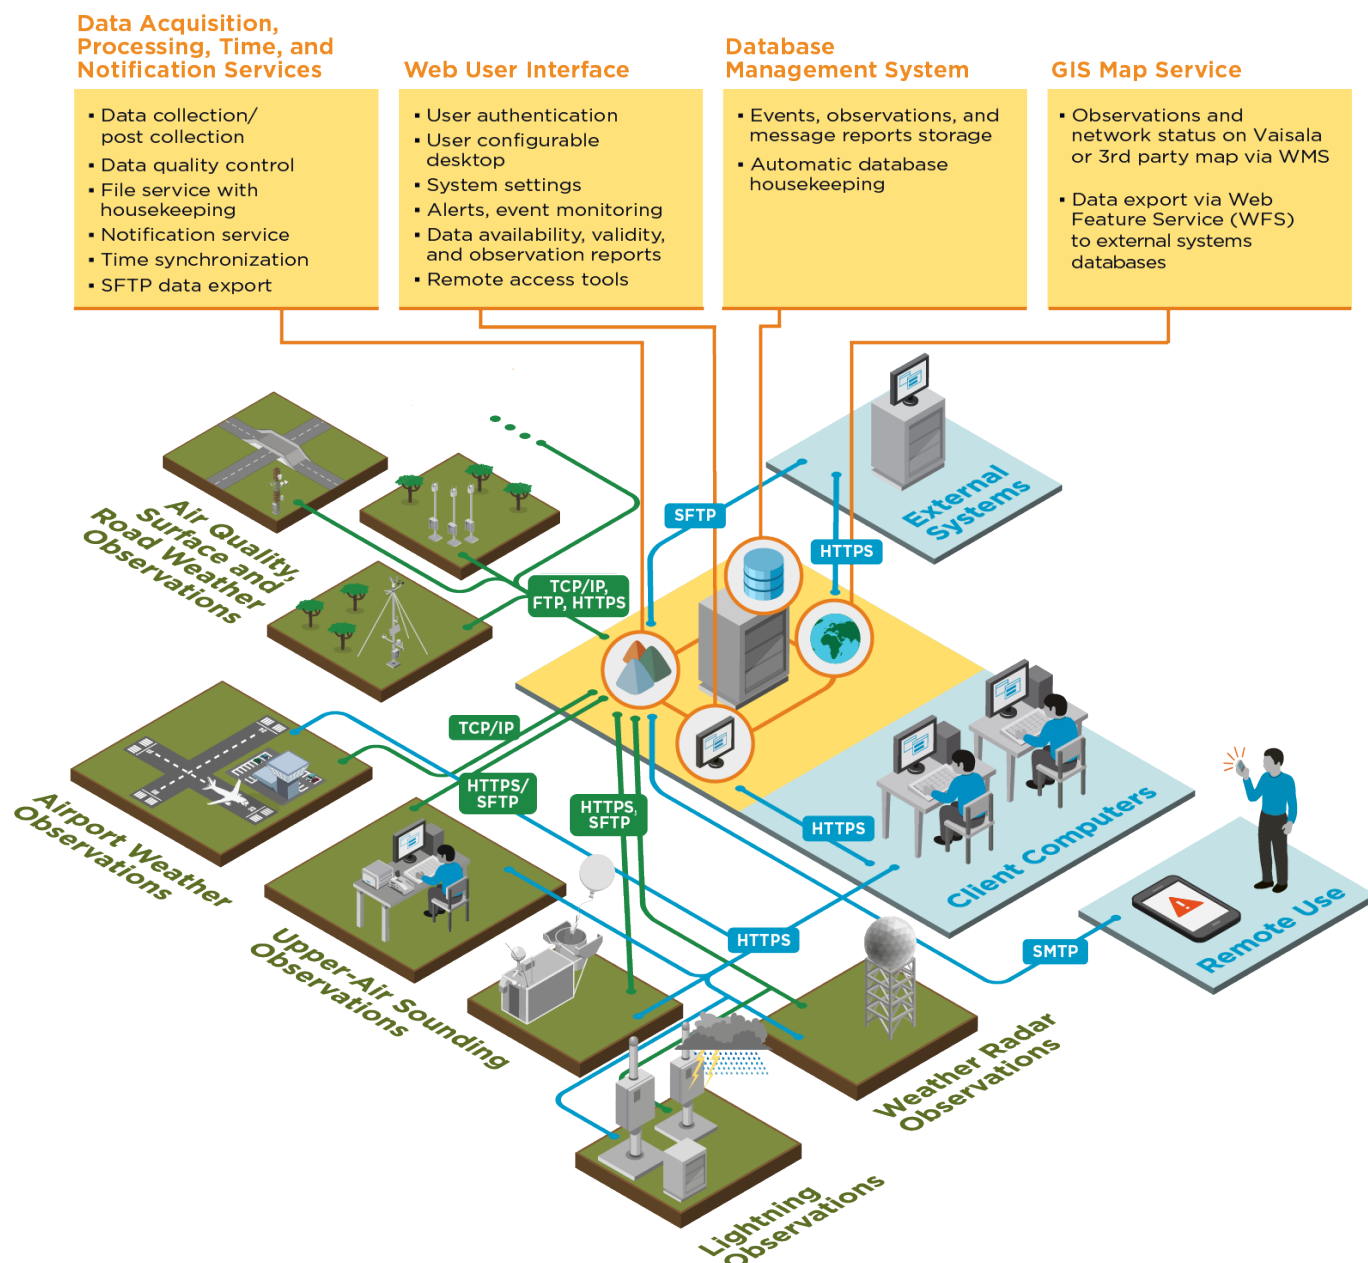 Data Acquisition,
Processing, Time, and
Notification Services
▪ Data collection/
post collection
▪ Data quality control
▪ File service with
housekeeping
▪ Notification service
▪ Time synchronization
▪ SFTP data export
Web User Interface
▪ User authentication
▪ User configurable
desktop
▪ System settings
▪ Alerts, event monitoring
▪ Data availability, validity,
and observation reports
▪ Remote access tools
Database
Management System
▪ Events, observations, and
message reports storage
▪ Automatic database
housekeeping
GIS Map Service
▪ Observations and
network status on Vaisala
or 3rd party map via WMS
▪ Data export via Web
Feature Service (WFS)
to external systems
databases
External
Systems
SFTP
HTTPS
Air Quality,
Surface and
Road Weather
Observations
TCP/IP,
FTP, HTTPS
TCP/IP
HTTPS/
SFTP
HTTPS,
SFTP
HTTPS
Client Computers
Airport Weather
Observations
Upper-Air Sounding
Observations
HTTPS
SMTP
Remote Use
Weather Radar
Observations
Lightning
Observations